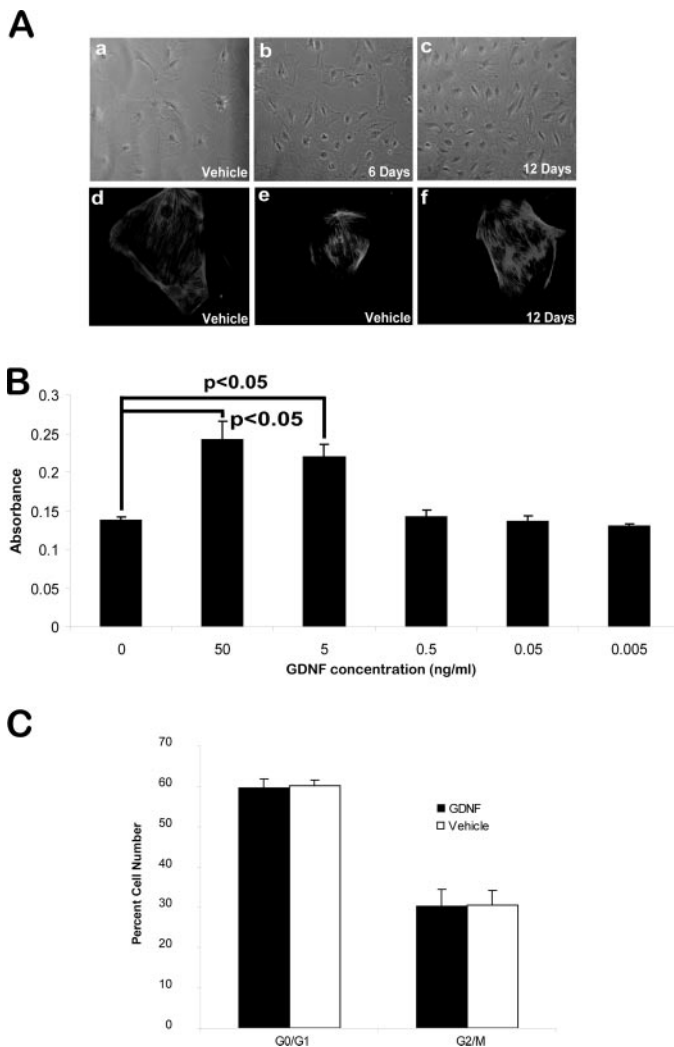 A
a
b
c
Vehicle
6 Days
12 Days
d
e
f
Vehicle
Vehicle
12 Days
B
0.3
p<0.05
0.25
p<0.05
0.2
Absorbance
0.15
0.1
0.05
0
0 50 5 0.5 0.05 0.005
GDNF concentration (ng/ml)
C
70
60
50
GDNF
Vehicle
40
Percent Cell Number
30
20
10
0
G0/G1 G2/M